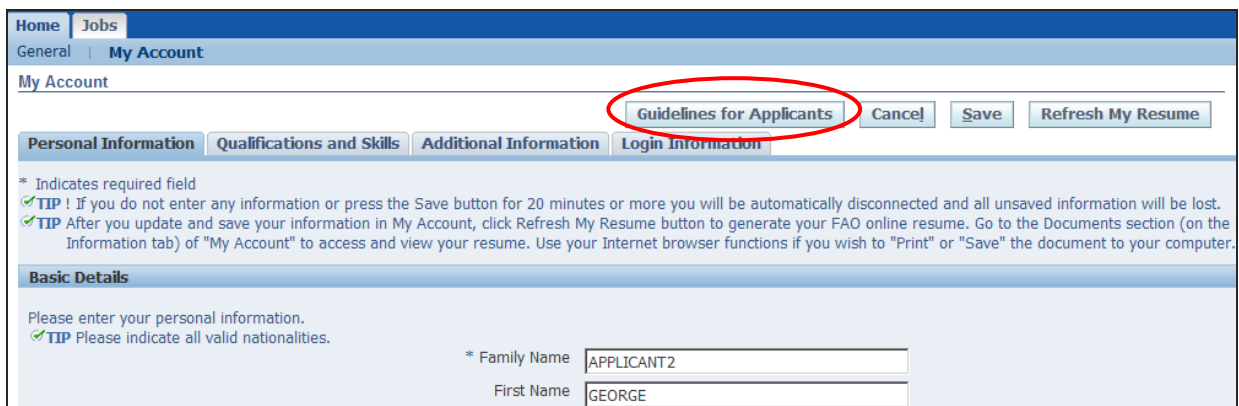 Home Jobs
General | My Account
My Account
Guidelines for Applicants Cancel Save Refresh My Resume
Personal Information Qualifications and Skills Additional Information Login Information
* Indicates required field
TIP ! If you do not enter any information or press the Save button for 20 minutes or more you will be automatically disconnected and all unsaved information will be lost.
TIP After you update and save your information in My Account, click Refresh My Resume button to generate your FAO online resume. Go to the Documents section (on the
Information tab) of "My Account" to access and view your resume. Use your Internet browser functions if you wish to "Print" or "Save" the document to your computer.
Basic Details
Please enter your personal information.
TIP Please indicate all valid nationalities.
* Family Name APPLICANT2
First Name GEORGE